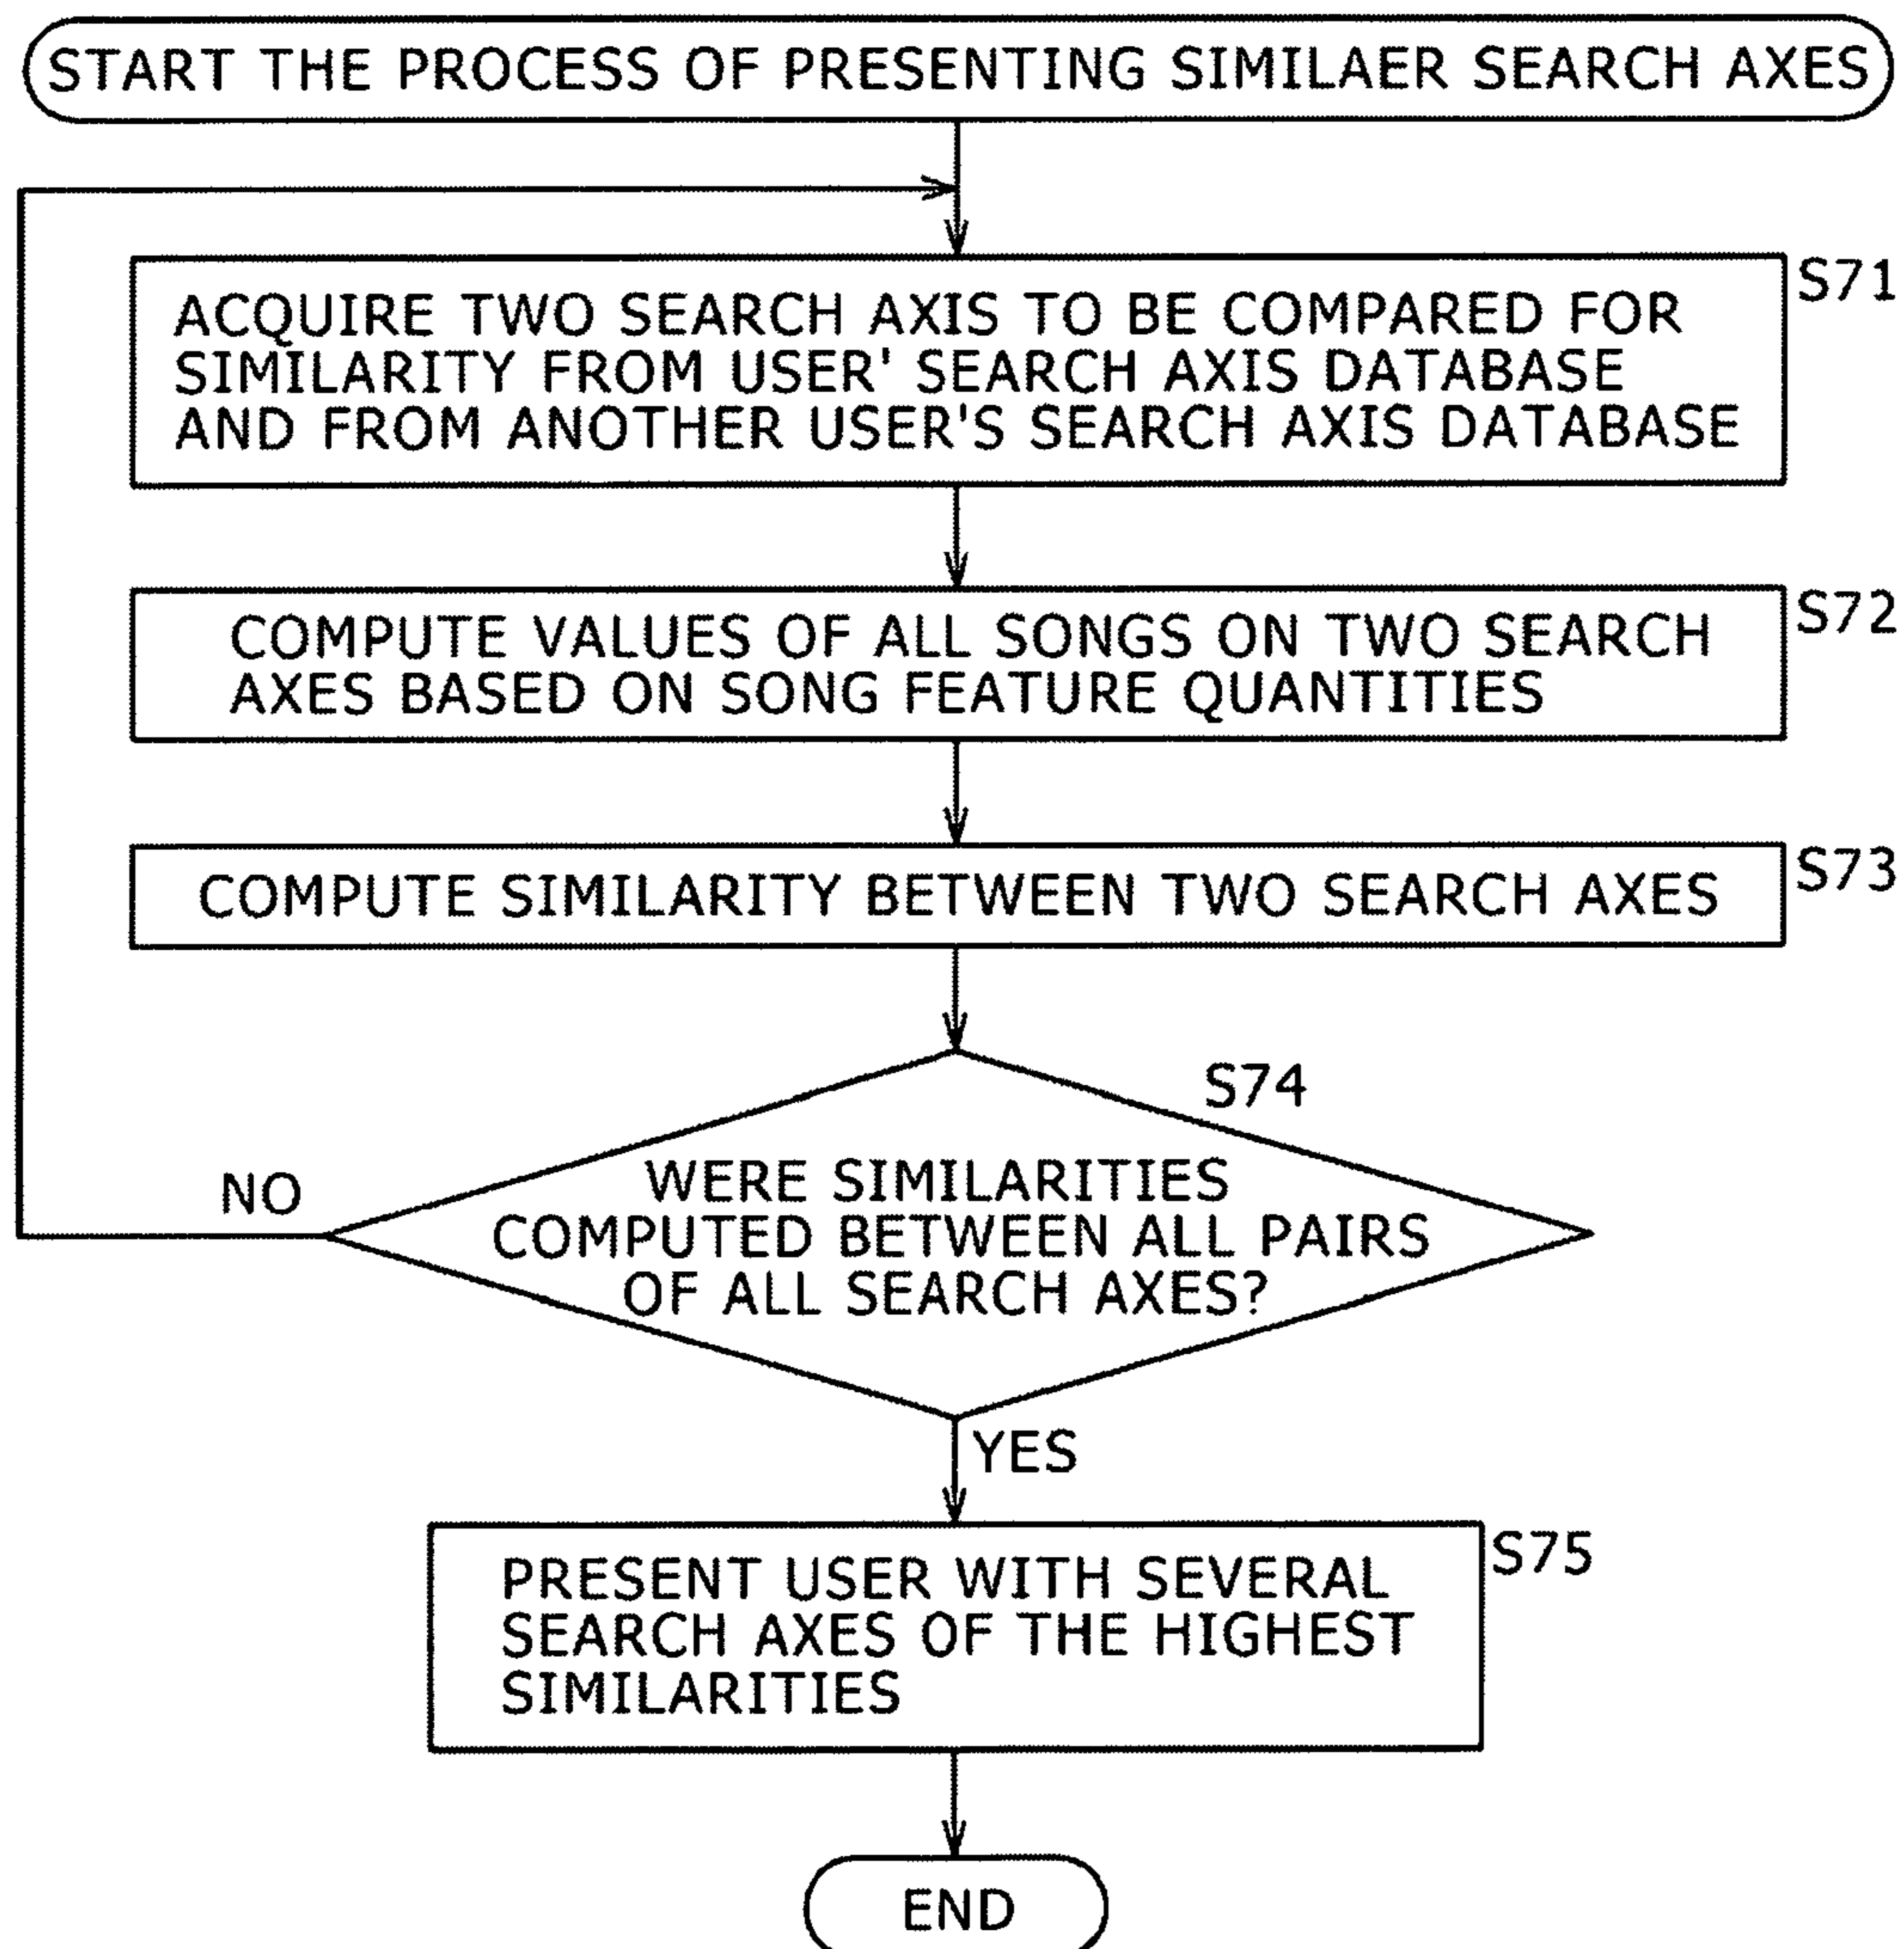 START THE PROCESS OF PRESENTING SIMILAER SEARCH AXES
S71
ACQUIRE TWO SEARCH AXIS TO BE COMPARED FOR
SIMILARITY FROM USER' SEARCH AXIS DATABASE
AND FROM ANOTHER USER'S SEARCH AXIS DATABASE
S72
COMPUTE VALUES OF ALL SONGS ON TWO SEARCH
AXES BASED ON SONG FEATURE QUANTITIES
S73
COMPUTE SIMILARITY BETWEEN TWO SEARCH AXES
S74
WERE SIMILARITIES
COMPUTED BETWEEN ALL PAIRS
OF ALL SEARCH AXES?
NO
YES
S75
PRESENT USER WITH SEVERAL
SEARCH AXES OF THE HIGHEST
SIMILARITIES
END